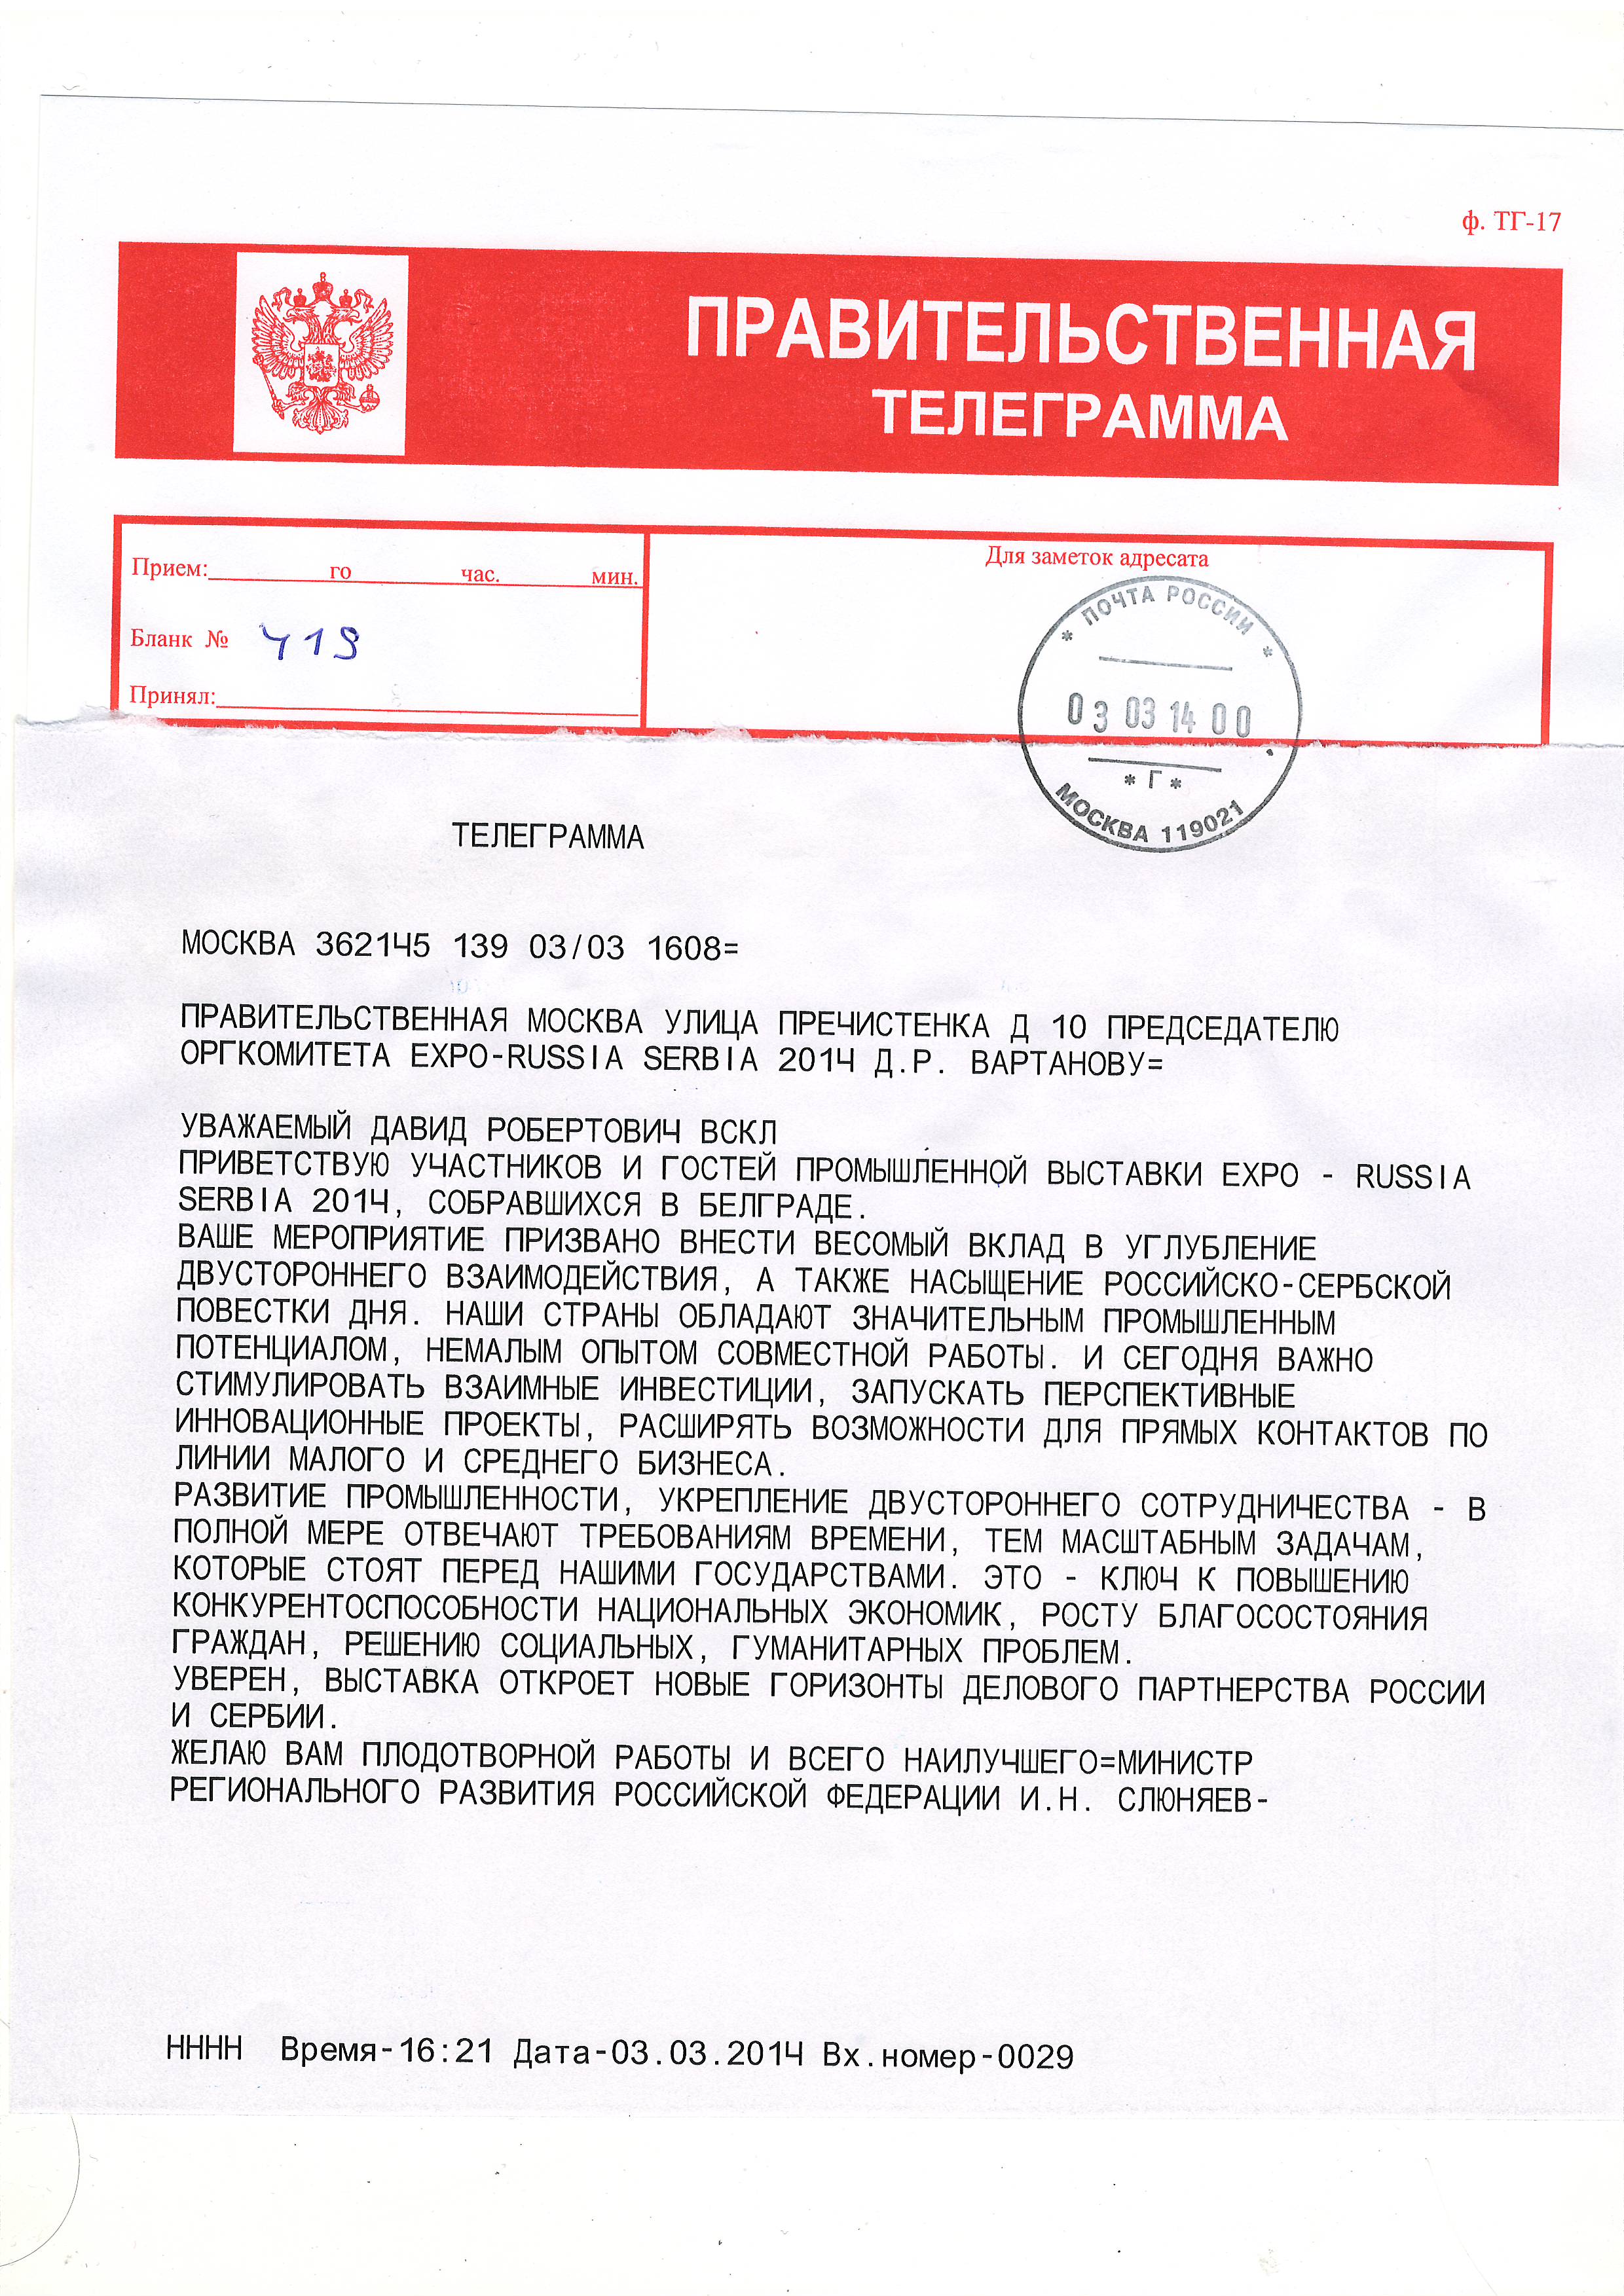 ф. ТГ-17
ПРАВИТЕЛЬСТВЕННАЯ
ТЕЛЕГРАММА
Прием: го час. мин.
Бланк № 419
Принял:
Для заметок адресата
* ПОЧТА РОССИИ *
03 03 14 00
* Г *
МОСКВА 119021
ТЕЛЕГРАММА
МОСКВА 3621Ч5 139 03/03 1608=
ПРАВИТЕЛЬСТВЕННАЯ МОСКВА УЛИЦА ПРЕЧИСТЕНКА Д 10 ПРЕДСЕДАТЕЛЮ
ОРГКОМИТЕТА EXPO-RUSSIA SERBIA 201Ч Д.Р. ВАРТАНОВУ=
УВАЖАЕМЫЙ ДАВИД РОБЕРТОВИЧ ВСКЛ
ПРИВЕТСТВУЮ УЧАСТНИКОВ И ГОСТЕЙ ПРОМЫШЛЕННОЙ ВЫСТАВКИ EXPO - RUSSIA
SERBIA 201Ч, СОБРАВШИХСЯ В БЕЛГРАДЕ.
ВАШЕ МЕРОПРИЯТИЕ ПРИЗВАНО ВНЕСТИ ВЕСОМЫЙ ВКЛАД В УГЛУБЛЕНИЕ
ДВУСТОРОННЕГО ВЗАИМОДЕЙСТВИЯ, А ТАКЖЕ НАСЫЩЕНИЕ РОССИЙСКО-СЕРБСКОЙ
ПОВЕСТКИ ДНЯ. НАШИ СТРАНЫ ОБЛАДАЮТ ЗНАЧИТЕЛЬНЫМ ПРОМЫШЛЕННЫМ
ПОТЕНЦИАЛОМ, НЕМАЛЫМ ОПЫТОМ СОВМЕСТНОЙ РАБОТЫ. И СЕГОДНЯ ВАЖНО
СТИМУЛИРОВАТЬ ВЗАИМНЫЕ ИНВЕСТИЦИИ, ЗАПУСКАТЬ ПЕРСПЕКТИВНЫЕ
ИННОВАЦИОННЫЕ ПРОЕКТЫ, РАСШИРЯТЬ ВОЗМОЖНОСТИ ДЛЯ ПРЯМЫХ КОНТАКТОВ ПО
ЛИНИИ МАЛОГО И СРЕДНЕГО БИЗНЕСА.
РАЗВИТИЕ ПРОМЫШЛЕННОСТИ, УКРЕПЛЕНИЕ ДВУСТОРОННЕГО СОТРУДНИЧЕСТВА - В
ПОЛНОЙ МЕРЕ ОТВЕЧАЮТ ТРЕБОВАНИЯМ ВРЕМЕНИ, ТЕМ МАСШТАБНЫМ ЗАДАЧАМ,
КОТОРЫЕ СТОЯТ ПЕРЕД НАШИМИ ГОСУДАРСТВАМИ. ЭТО - КЛЮЧ К ПОВЫШЕНИЮ
КОНКУРЕНТОСПОСОБНОСТИ НАЦИОНАЛЬНЫХ ЭКОНОМИК, РОСТУ БЛАГОСОСТОЯНИЯ
ГРАЖДАН, РЕШЕНИЮ СОЦИАЛЬНЫХ, ГУМАНИТАРНЫХ ПРОБЛЕМ.
УВЕРЕН, ВЫСТАВКА ОТКРОЕТ НОВЫЕ ГОРИЗОНТЫ ДЕЛОВОГО ПАРТНЕРСТВА РОССИИ
И СЕРБИИ.
ЖЕЛАЮ ВАМ ПЛОДОТВОРНОЙ РАБОТЫ И ВСЕГО НАИЛУЧШЕГО=МИНИСТР
РЕГИОНАЛЬНОГО РАЗВИТИЯ РОССИЙСКОЙ ФЕДЕРАЦИИ И.Н. СЛЮНЯЕВ-
НННН Время-16:21 Дата-03.03.201Ч Вх.номер-0029